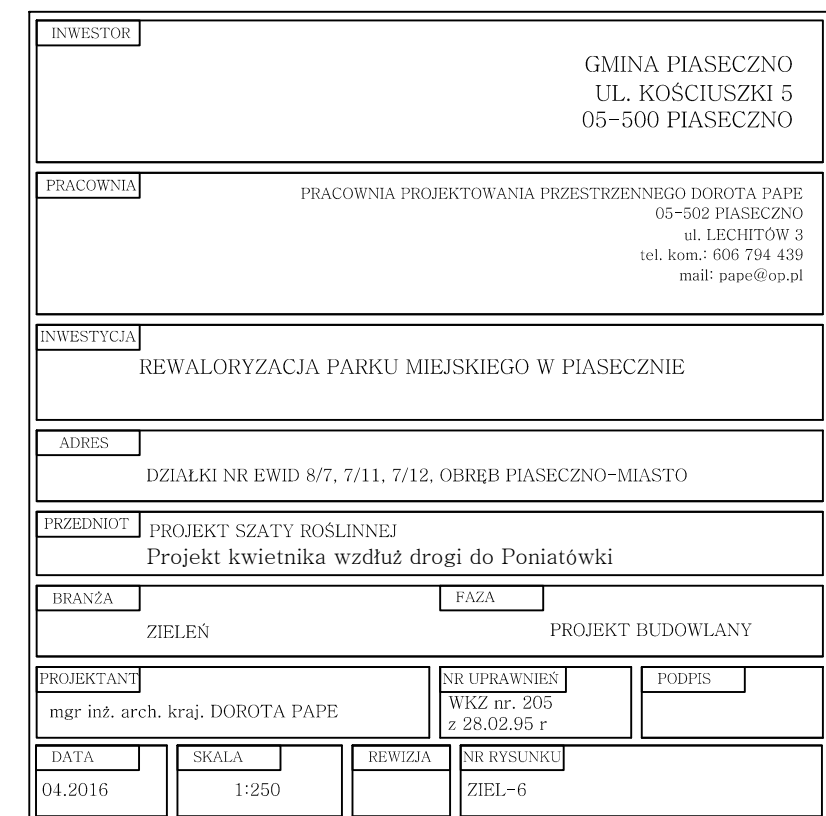 INWESTOR
GMINA PIASECZNO
UL. KOŚCIUSZKI 5
05-500 PIASECZNO
PRACOWNIA
PRACOWNIA PROJEKTOWANIA PRZESTRZENNEGO DOROTA PAPE
05-502 PIASECZNO
ul. LECHITÓW 3
tel. kom.: 606 794 439
mail: pape@op.pl
INWESTYCJA
REWALORYZACJA PARKU MIEJSKIEGO W PIASECZNIE
ADRES
DZIAŁKI NR EWID 8/7, 7/11, 7/12, OBRĘB PIASECZNO-MIASTO
PRZEDNIOT
PROJEKT SZATY ROŚLINNEJ
Projekt kwietnika wzdłuż drogi do Poniatówki
BRANŻA
ZIELEŃ
FAZA
PROJEKT BUDOWLANY
PROJEKTANT
mgr inż. arch. kraj. DOROTA PAPE
NR UPRAWNIEŃ
WKZ nr. 205
z 28.02.95 r
PODPIS
DATA
04.2016
SKALA
1:250
REWIZJA
NR RYSUNKU
ZIEL-6